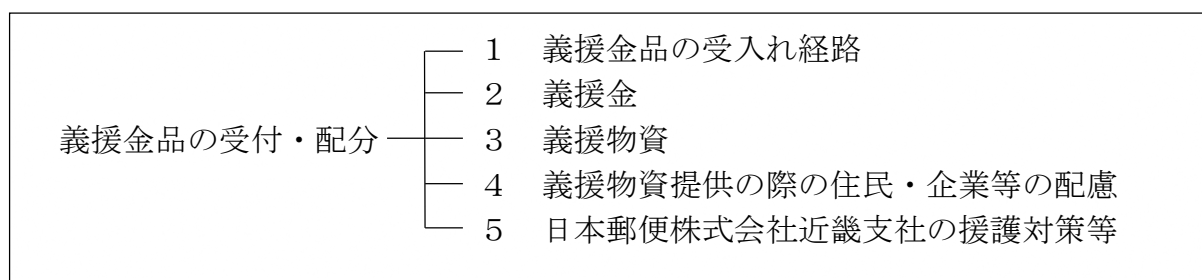 １　義援金品の受入れ経路
２　義援金
義援金品の受付・配分　３　義援物資
４　義援物資提供の際の住民・企業等の配慮
５　日本郵便株式会社近畿支社の援護対策等